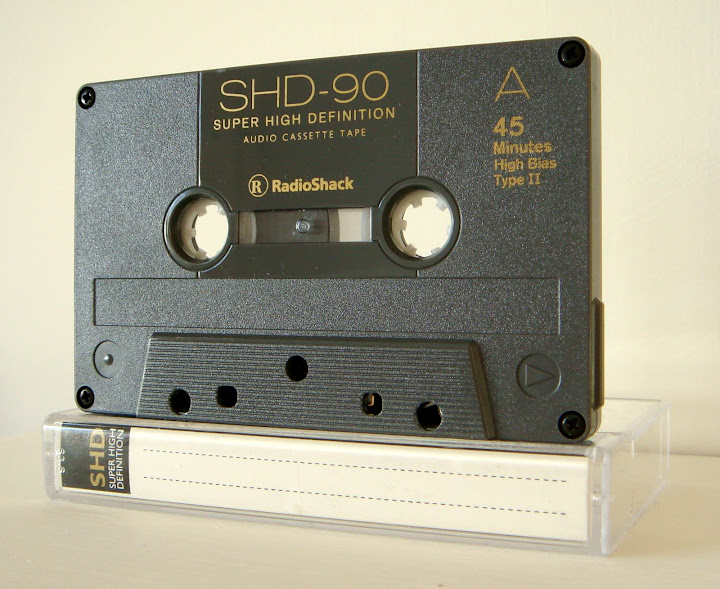 SHD-90
SUPER HIGH DEFINITION
AUDIO CASSETTE TAPE
R RadioShack
A
45
Minutes
High Bias
Type II
SHD
SUPER HIGH
DEFINITION